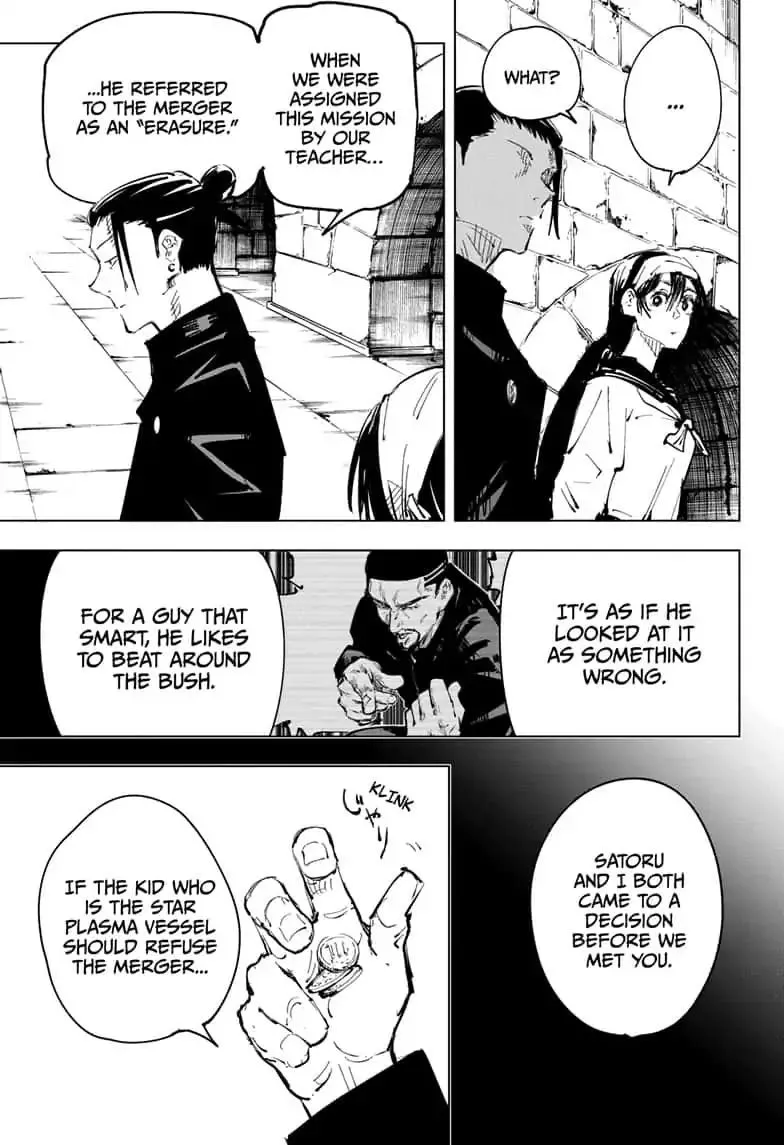 ...
WHAT?
WHEN
WE WERE
ASSIGNED
THIS MISSION
BY OUR
TEACHER...
...HE REFERRED
TO THE MERGER
AS AN "ERASURE."
IT'S AS IF HE
LOOKED AT IT
AS SOMETHING
WRONG.
FOR A GUY THAT
SMART, HE LIKES
TO BEAT AROUND
THE BUSH.
SATORU
AND I BOTH
CAME TO A
DECISION
BEFORE WE
MET YOU.
KLINK
じゃり
IF THE KID WHO
IS THE STAR
PLASMA VESSEL
SHOULD REFUSE
THE MERGER...